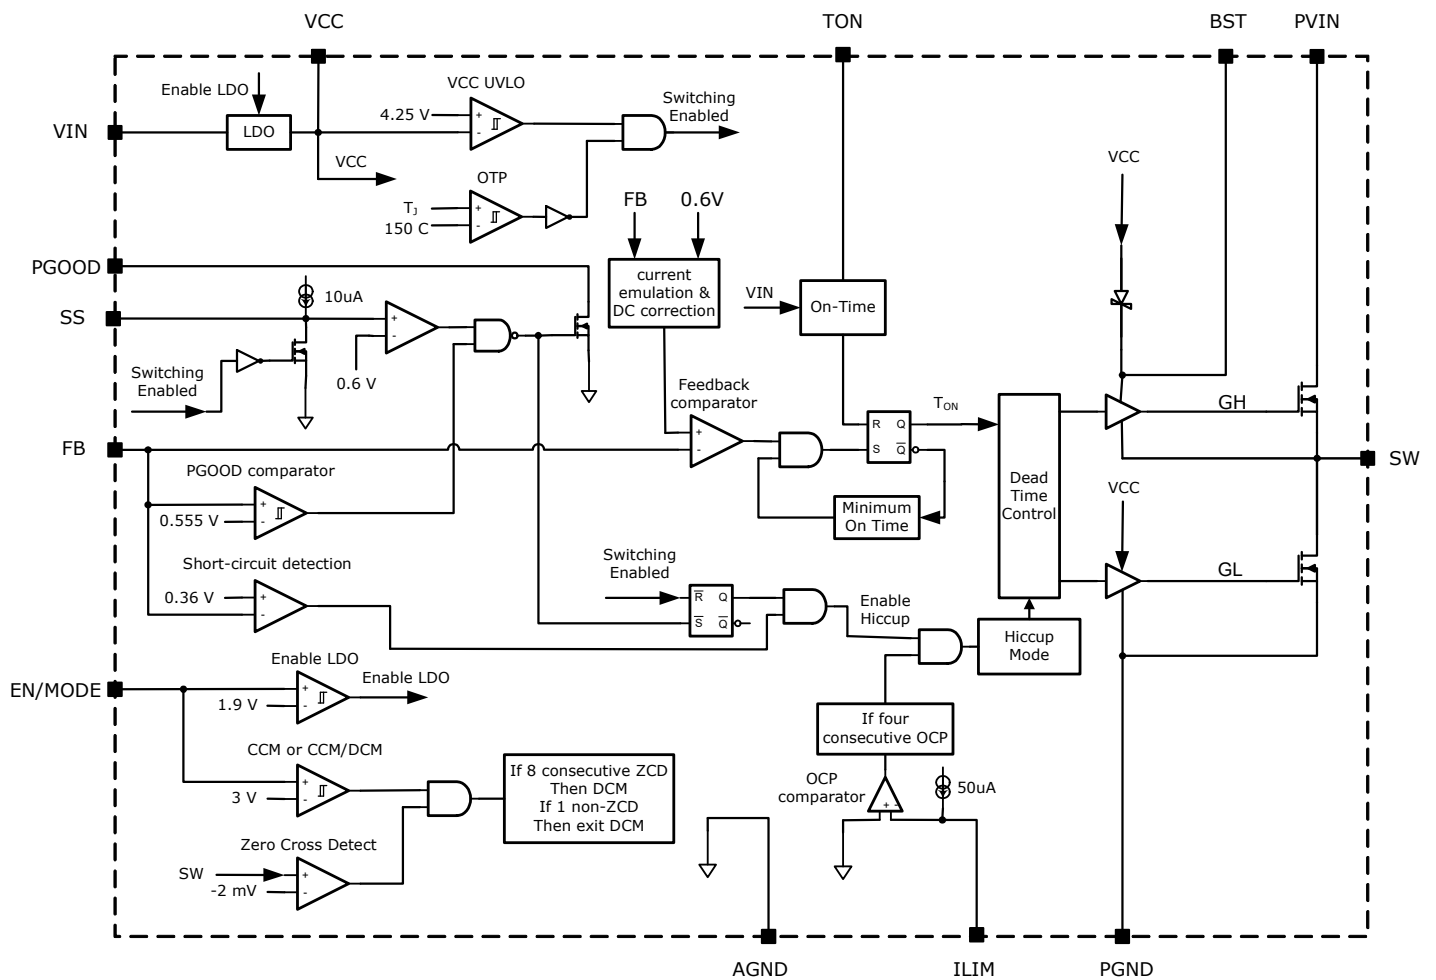 VCC
TON
BST
PVIN
Enable LDO
VCC UVLO
Switching
Enabled
4.25 V
+
-
VIN
LDO
VCC
OTP
TJ
150 C
+
-
FB
0.6V
VCC
PGOOD
current
emulation &
DC correction
VIN
On-Time
10uA
SS
+
-
0.6 V
Switching
Enabled
Feedback
comparator
TON
GH
R
Q
S
Q
+
-
FB
SW
PGOOD comparator
Dead
Time
Control
VCC
+
-
0.555 V
Minimum
On Time
Short-circuit detection
Switching
Enabled
GL
0.36 V
+
-
R
Q
S
Q
Enable
Hiccup
Hiccup
Mode
Enable LDO
Enable LDO
EN/MODE
+
-
1.9 V
If four
consecutive OCP
CCM or CCM/DCM
+
-
3 V
If 8 consecutive ZCD
Then DCM
If 1 non-ZCD
Then exit DCM
OCP
comparator
+
-
50uA
Zero Cross Detect
SW
-2 mV
+
-
AGND
ILIM
PGND